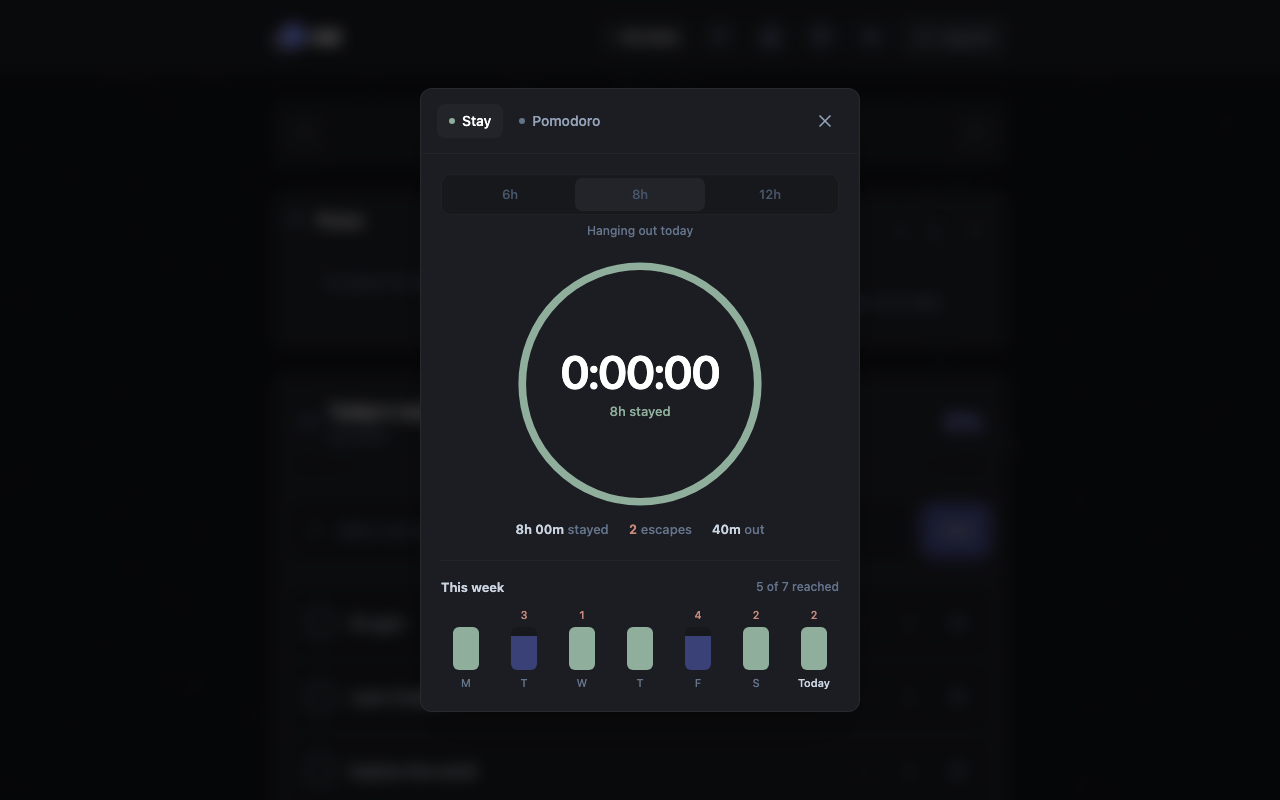 Stay
Pomodoro
6h
8h
12h
Hanging out today
0:00:00
8h stayed
8h 00m stayed 2 escapes 40m out
This week
5 of 7 reached
3 1 4 2 2
M T W T F S Today